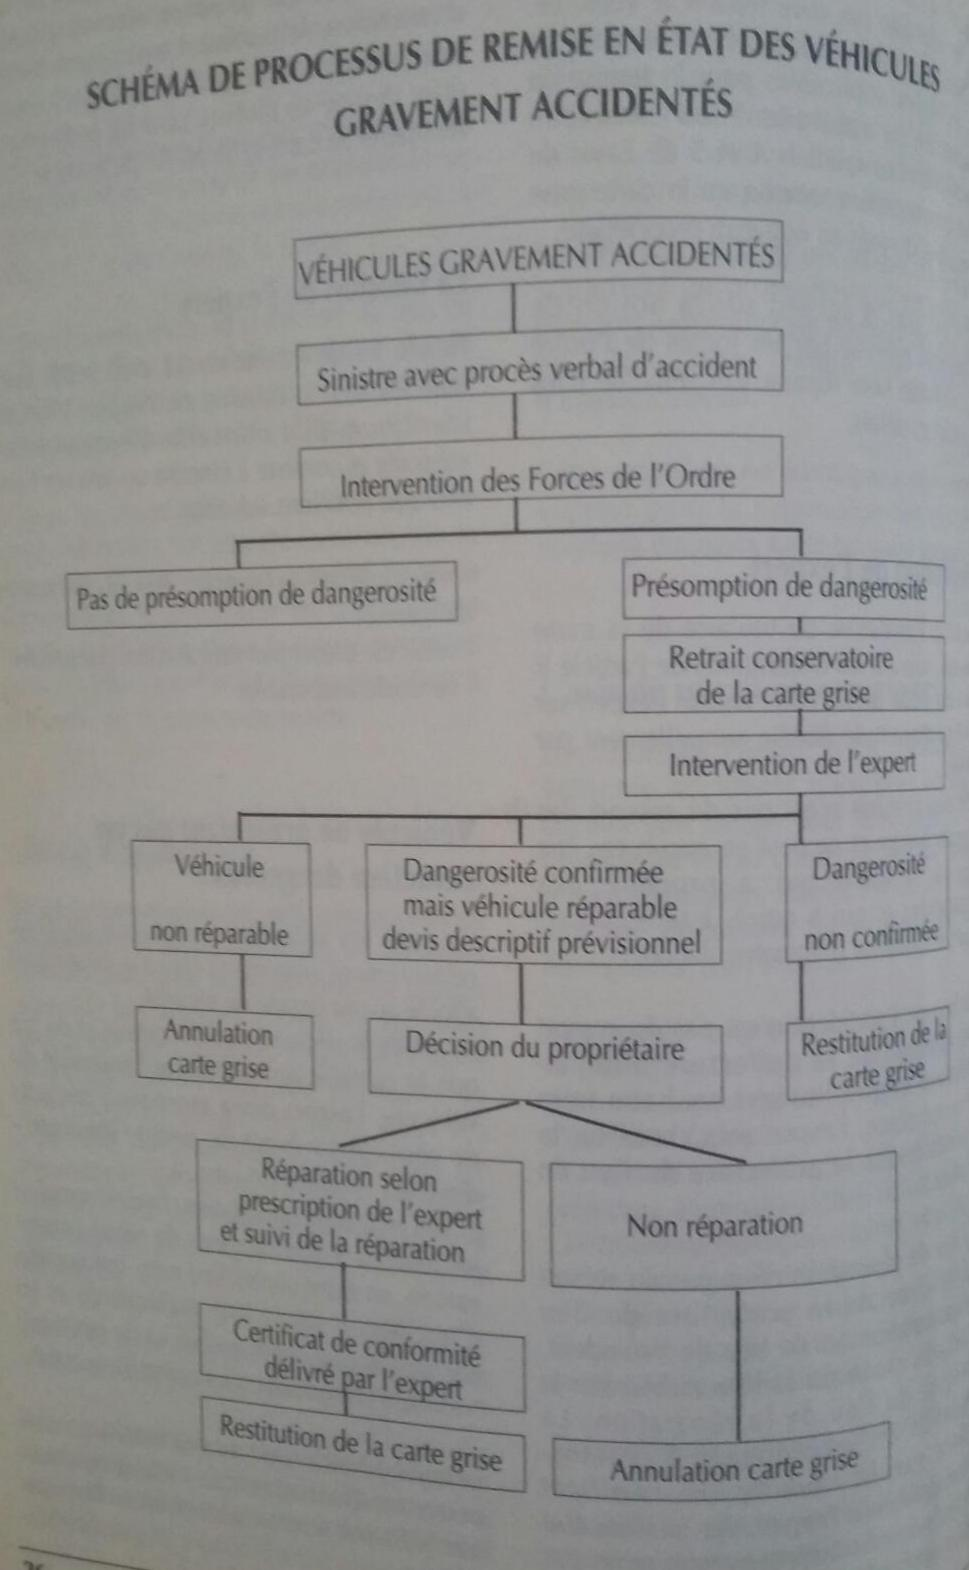 SCHÉMA DE PROCESSUS DE REMISE EN ÉTAT DES VÉHICULES
GRAVEMENT ACCIDENTÉS
VÉHICULES GRAVEMENT ACCIDENTÉS
Sinistre avec procès verbal d'accident
Intervention des Forces de l'Ordre
Pas de présomption de dangerosité
Présomption de dangerosité
Retrait conservatoire
de la carte grise
Intervention de l'expert
Véhicule
non réparable
Dangerosité confirmée
mais véhicule réparable
devis descriptif prévisionnel
Dangerosité
non confirmée
Annulation
carte grise
Décision du propriétaire
Restitution de la
carte grise
Réparation selon
prescription de l'expert
et suivi de la réparation
Non réparation
Certificat de conformité
délivré par l'expert
Restitution de la carte grise
Annulation carte grise